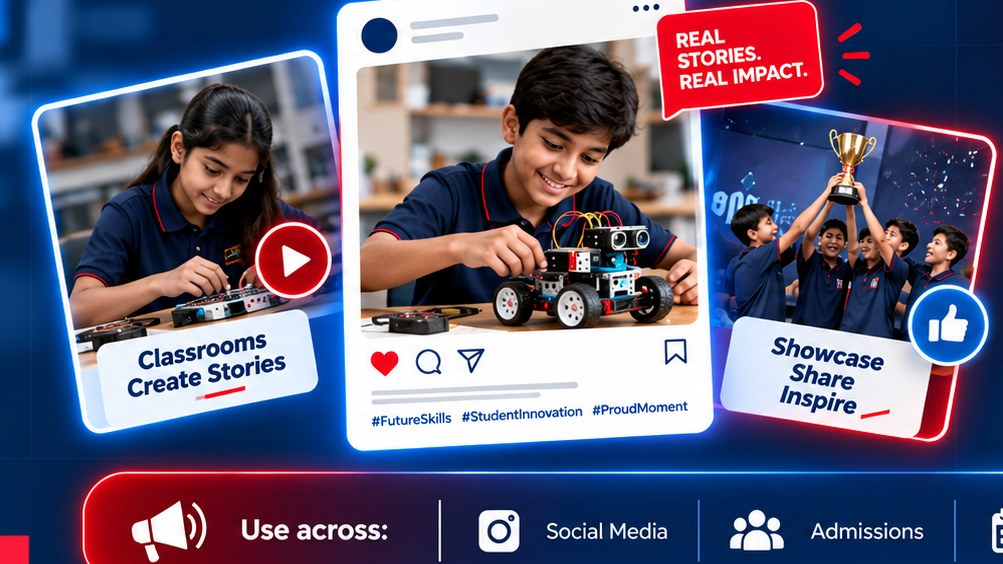 REAL
STORIES.
REAL IMPACT.
Classrooms
Create Stories
#FutureSkills #StudentInnovation #ProudMoment
Showcase
Share
Inspire
Use across:
Social Media
Admissions